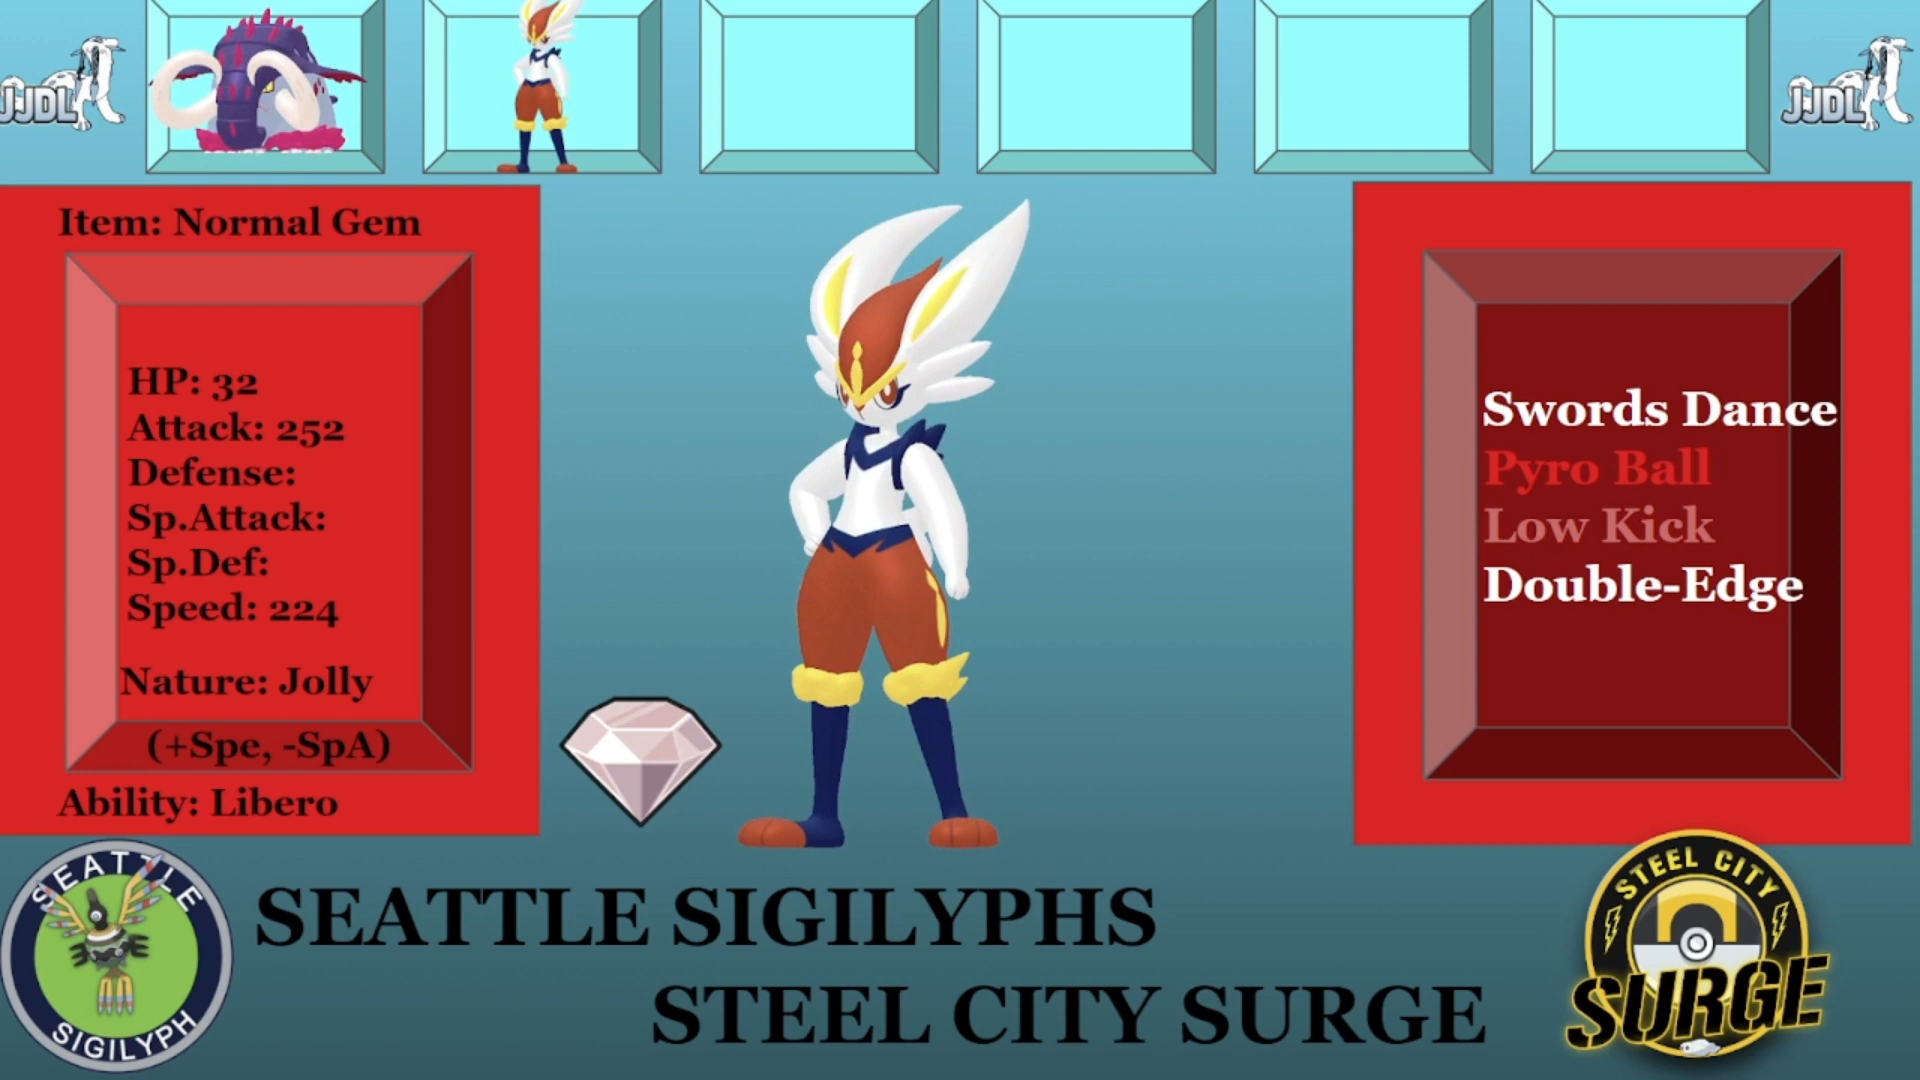 JJDL
JJDL
Item: Normal Gem
HP: 32
Attack: 252
Defense:
Sp.Attack:
Sp.Def:
Speed: 224
Nature: Jolly
(+Spe, -SpA)
Ability: Libero
Swords Dance
Pyro Ball
Low Kick
Double-Edge
SEATTLE
SIGILYPH
SEATTLE SIGILYPHS
STEEL CITY SURGE
STEEL CITY
SURGE